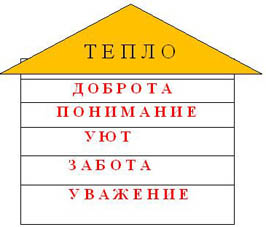 ТЕПЛО
ДОБРОТА
ПОНИМАНИЕ
УЮТ
ЗАБОТА
УВАЖЕНИЕ